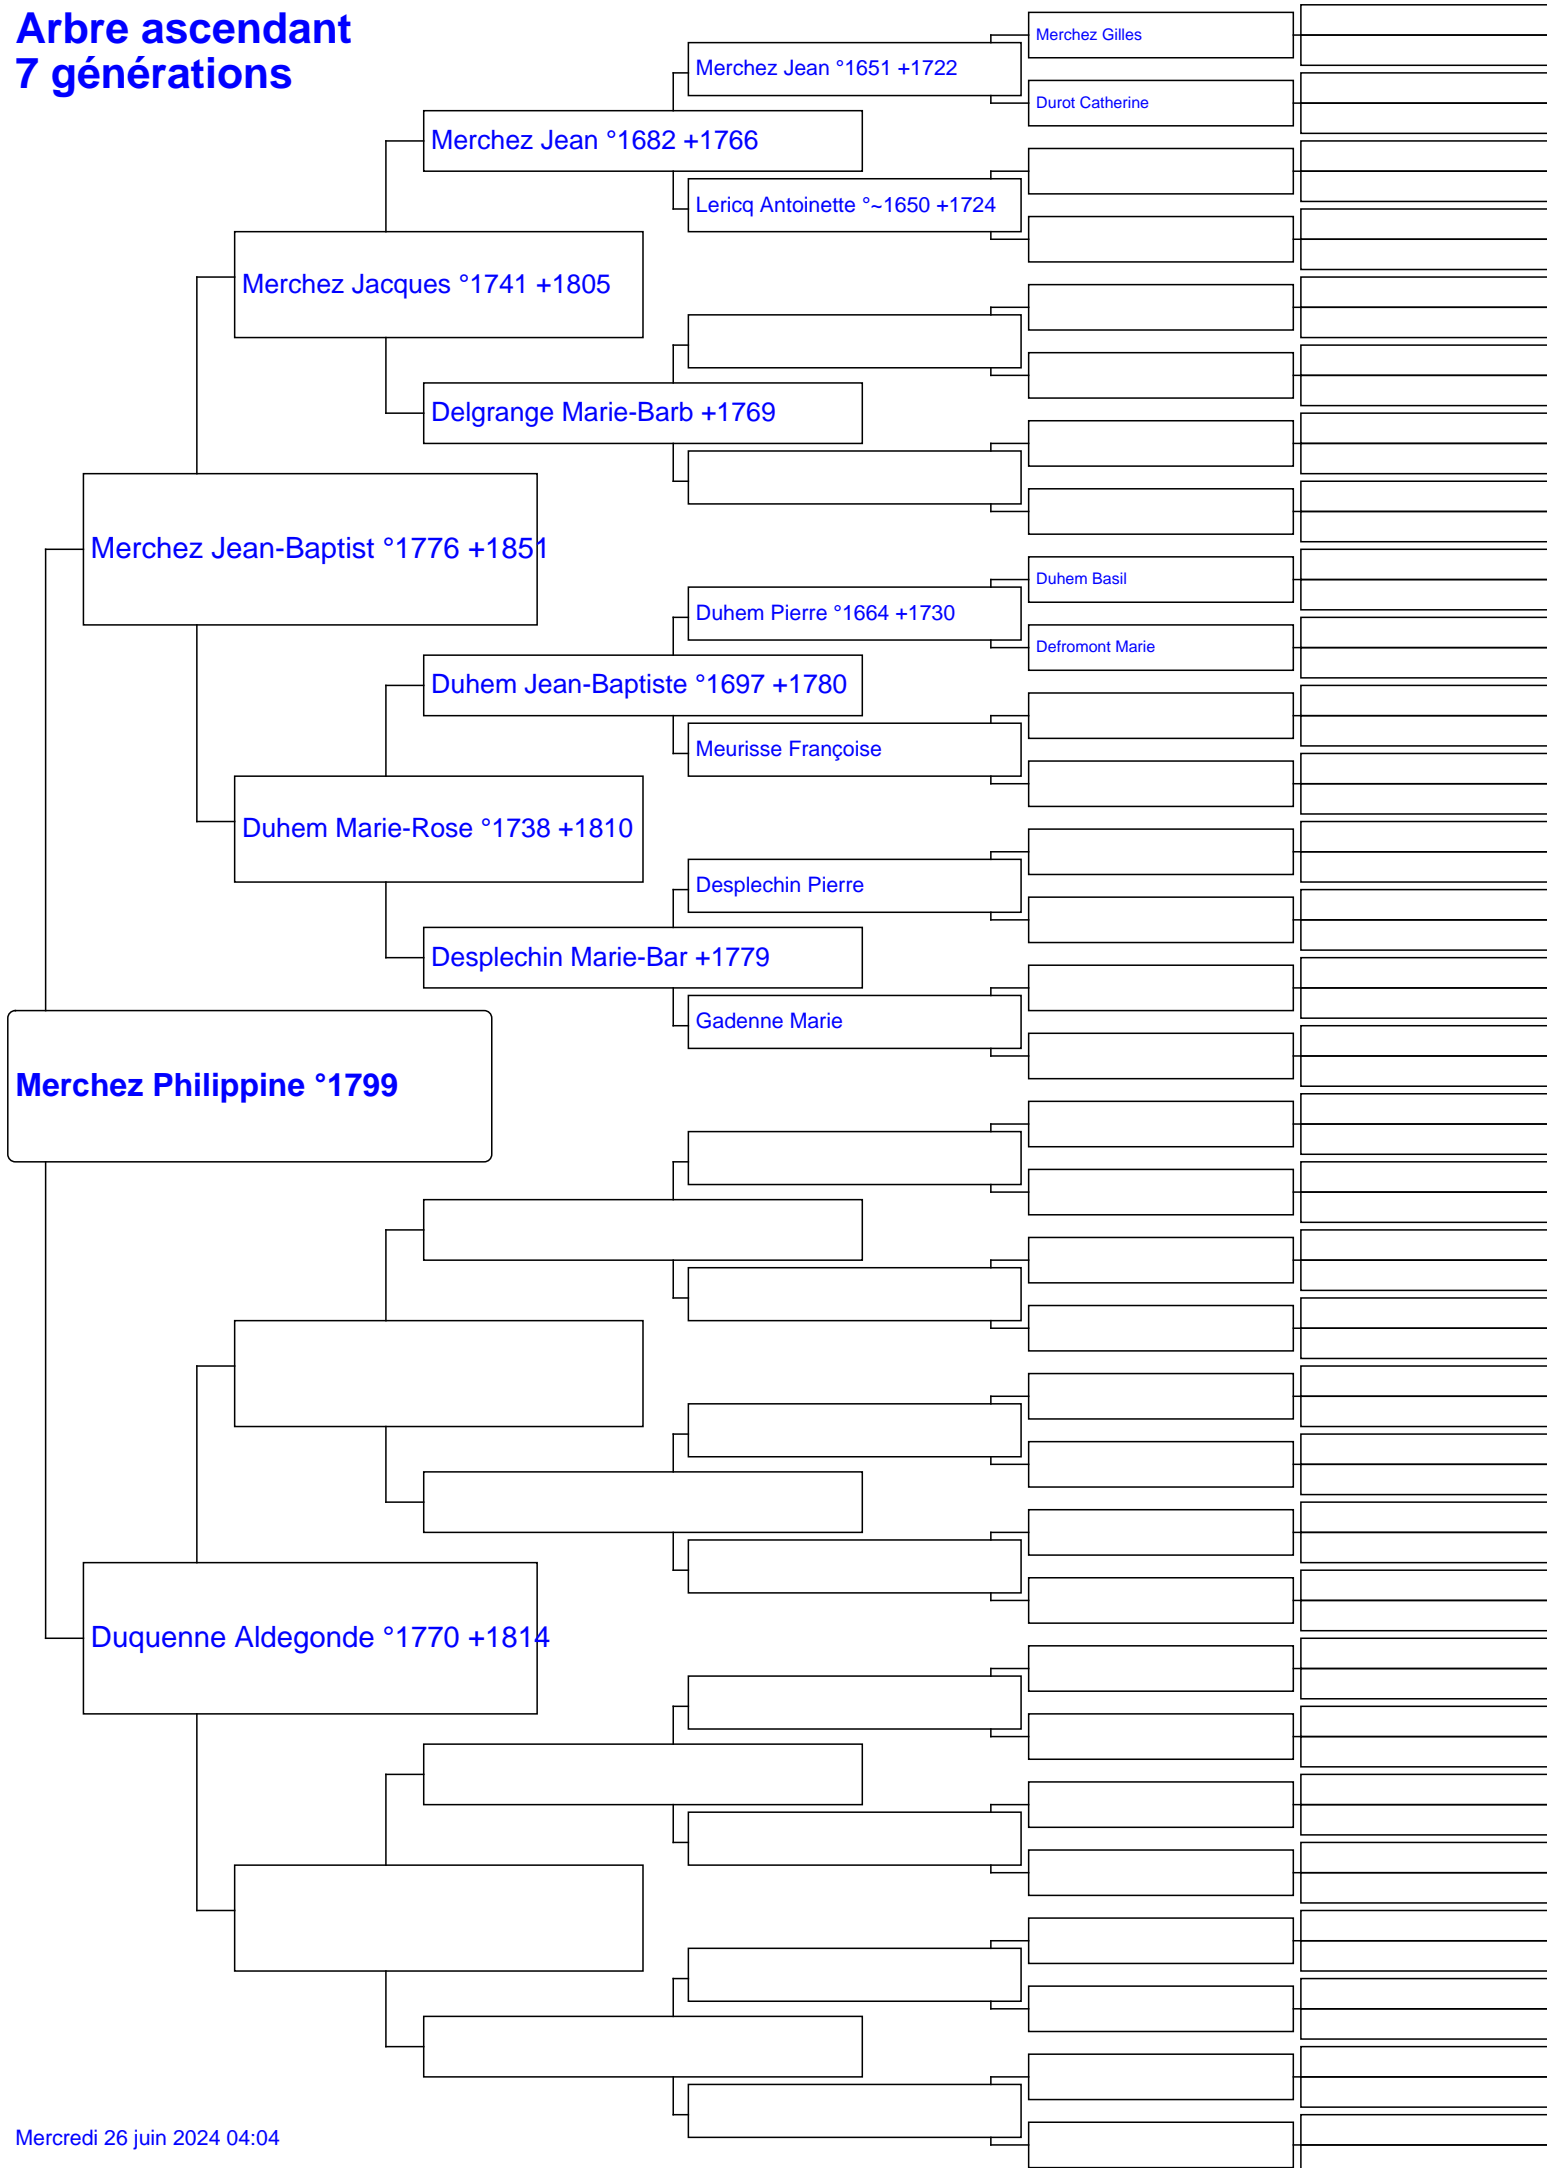 Arbre ascendant
7 générations
Merchez Gilles
Merchez Jean °1651 +1722
Durot Catherine
Merchez Jean °1682 +1766
Lericq Antoinette °~1650 +1724
Merchez Jacques °1741 +1805
Delgrange Marie-Barb +1769
Merchez Jean-Baptist °1776 +1851
Duhem Basil
Duhem Pierre °1664 +1730
Defromont Marie
Duhem Jean-Baptiste °1697 +1780
Meurisse Françoise
Duhem Marie-Rose °1738 +1810
Desplechin Pierre
Desplechin Marie-Bar +1779
Gadenne Marie
Merchez Philippine °1799
Duquenne Aldegonde °1770 +1814
Mercredi 26 juin 2024 04:04